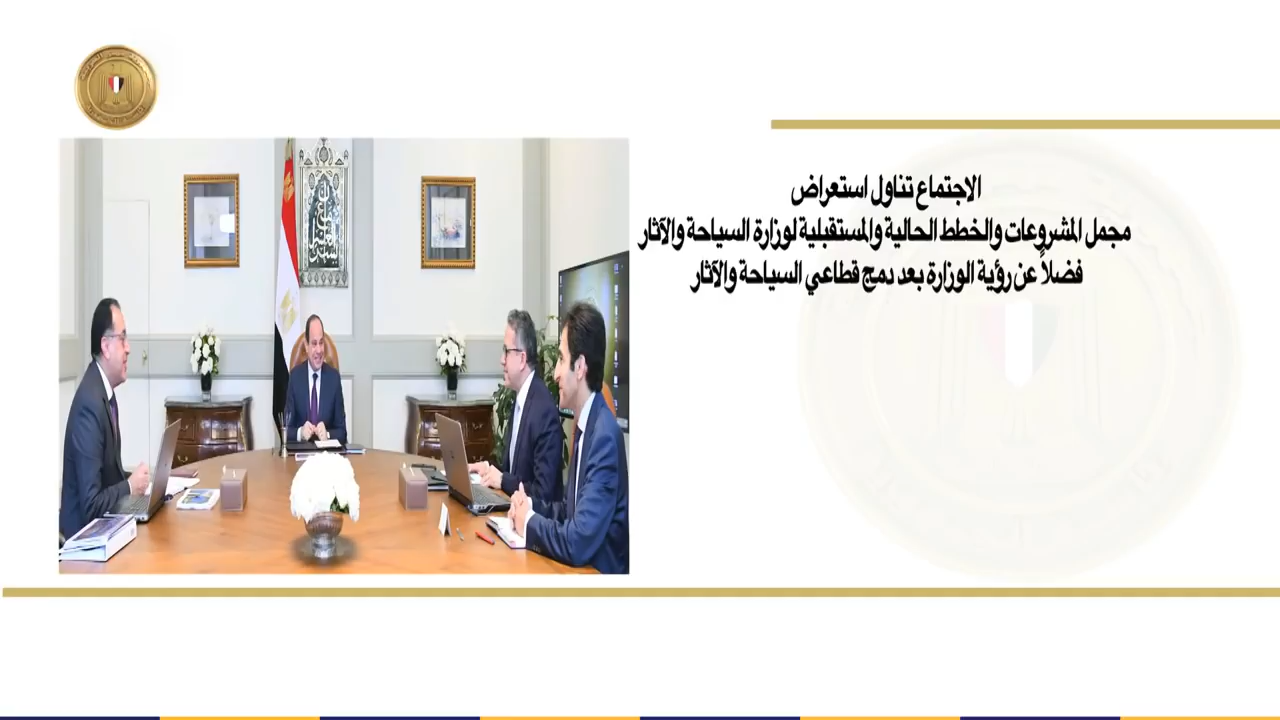 الاجتماع تناول استعراض
مجمل المشروعات والخطط الحالية والمستقبلية لوزارة السياحة والآثار
فضلاً عن رؤية الوزارة بعد دمج قطاعي السياحة والآثار